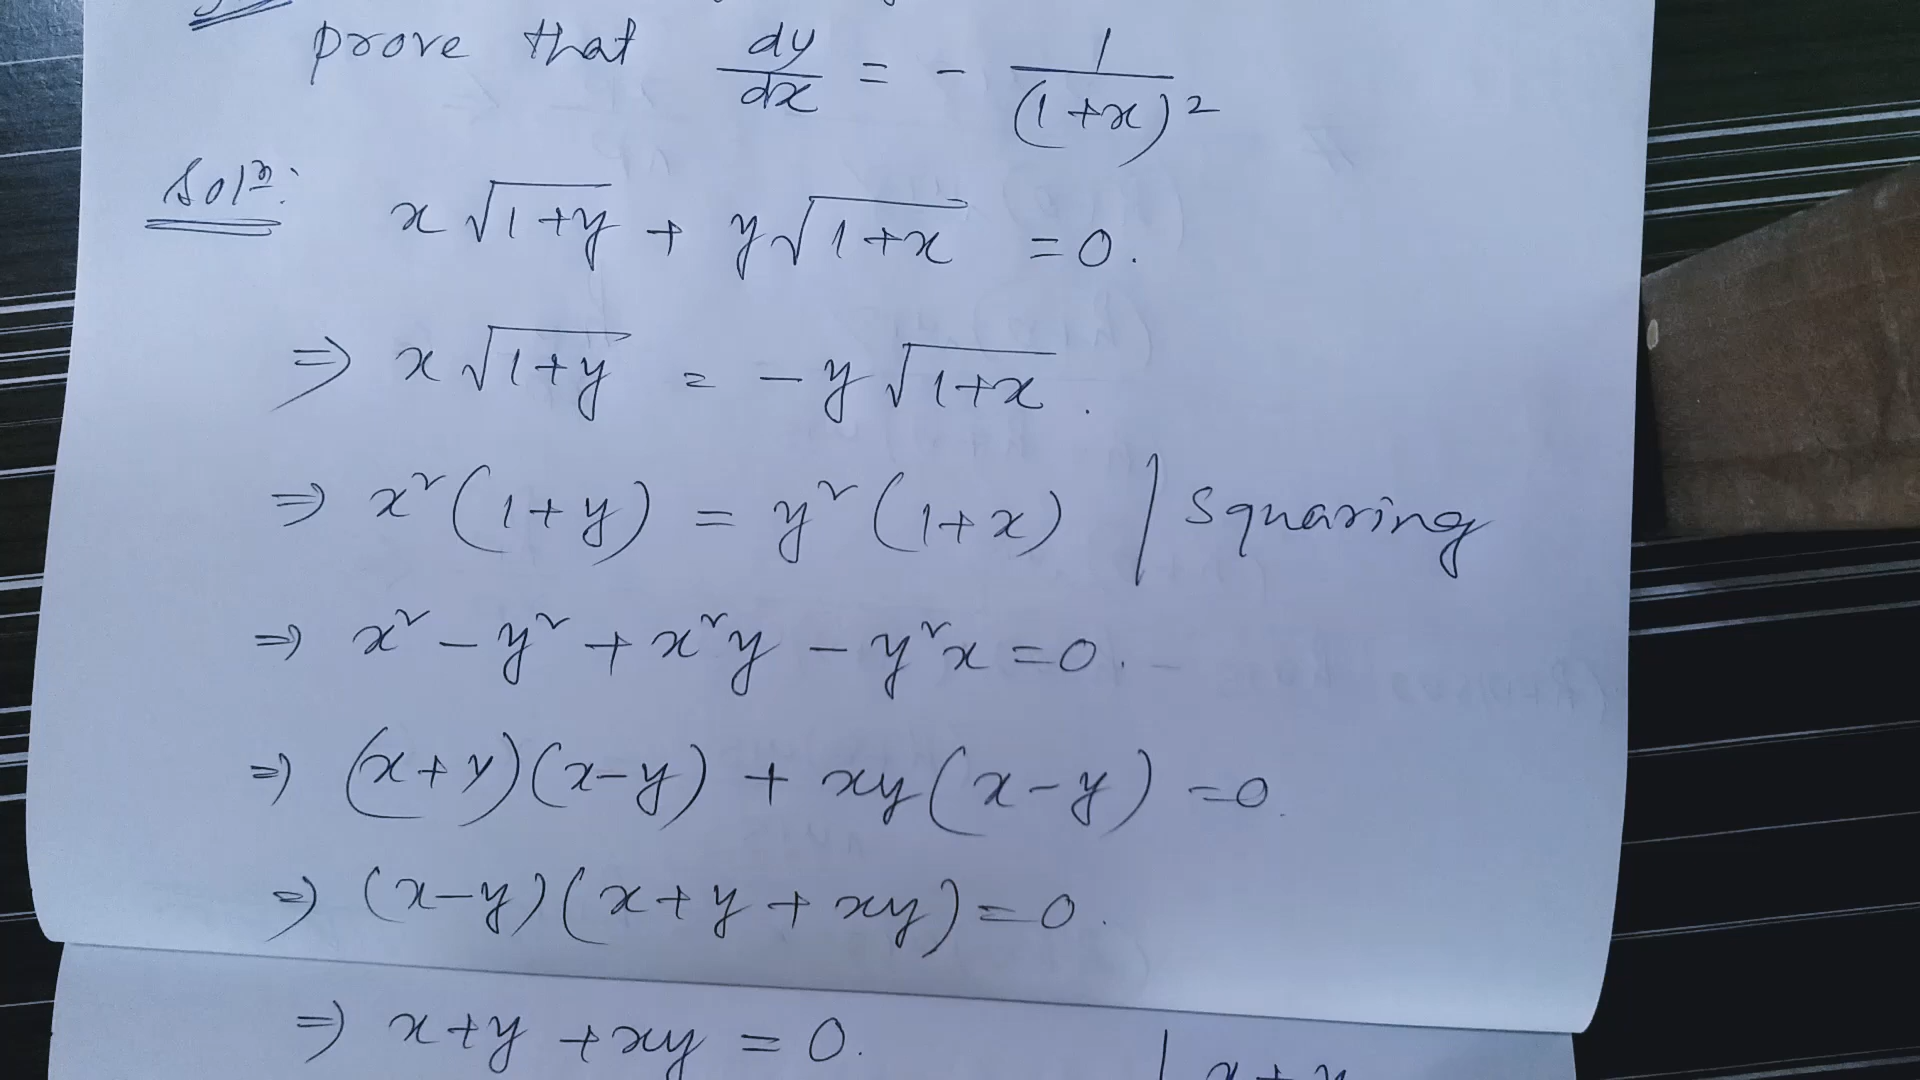 prove that dy/dx = - 1/(1+x)²
Solⁿ:
x √1+y + y√1+x = 0.
⇒ x √1+y = - y √1+x .
⇒ x² (1+y) = y² (1+x) | Squaring
⇒ x² - y² + x²y - y²x = 0.
⇒ (x+y)(x-y) + xy(x-y) = 0.
⇒ (x-y)(x+y+xy) = 0.
⇒ x+y+xy = 0.